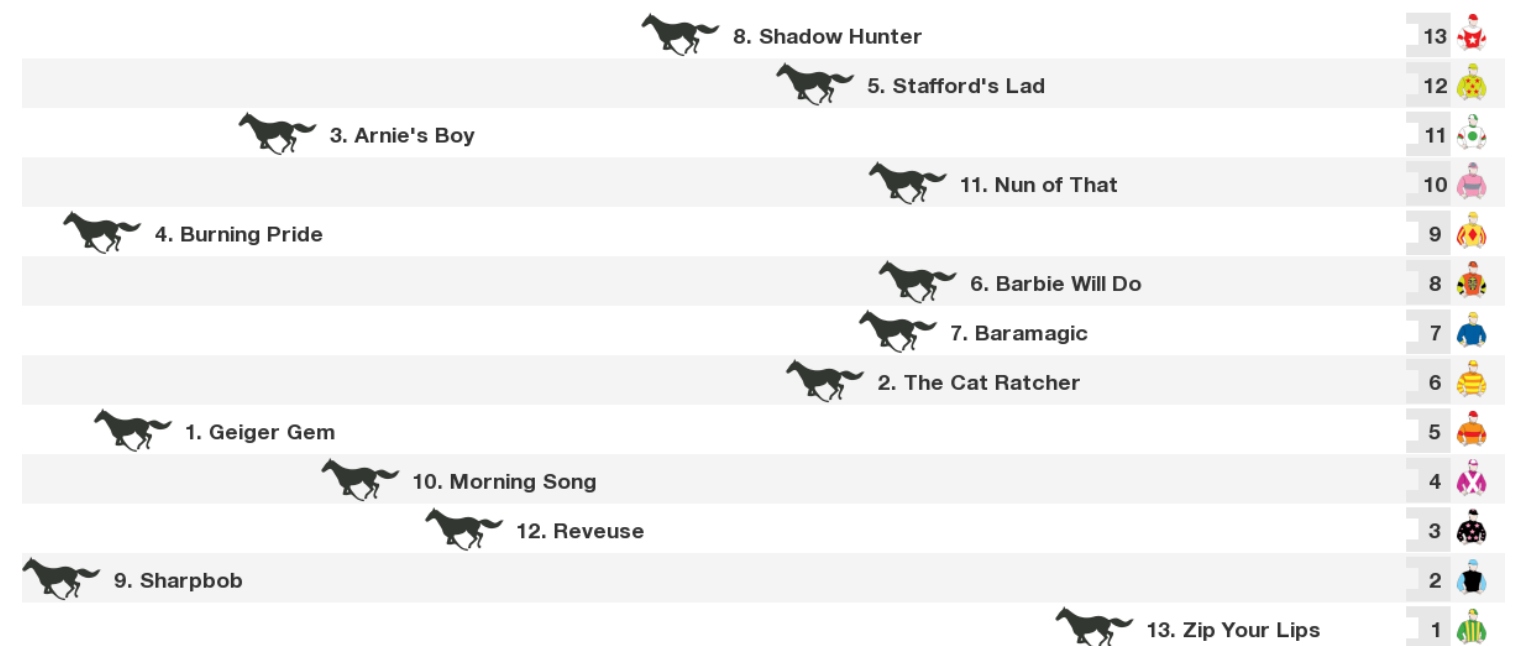 8. Shadow Hunter 13
5. Stafford's Lad 12
3. Arnie's Boy 11
11. Nun of That 10
4. Burning Pride 9
6. Barbie Will Do 8
7. Baramagic 7
2. The Cat Ratcher 6
1. Geiger Gem 5
10. Morning Song 4
12. Reveuse 3
9. Sharpbob 2
13. Zip Your Lips 1